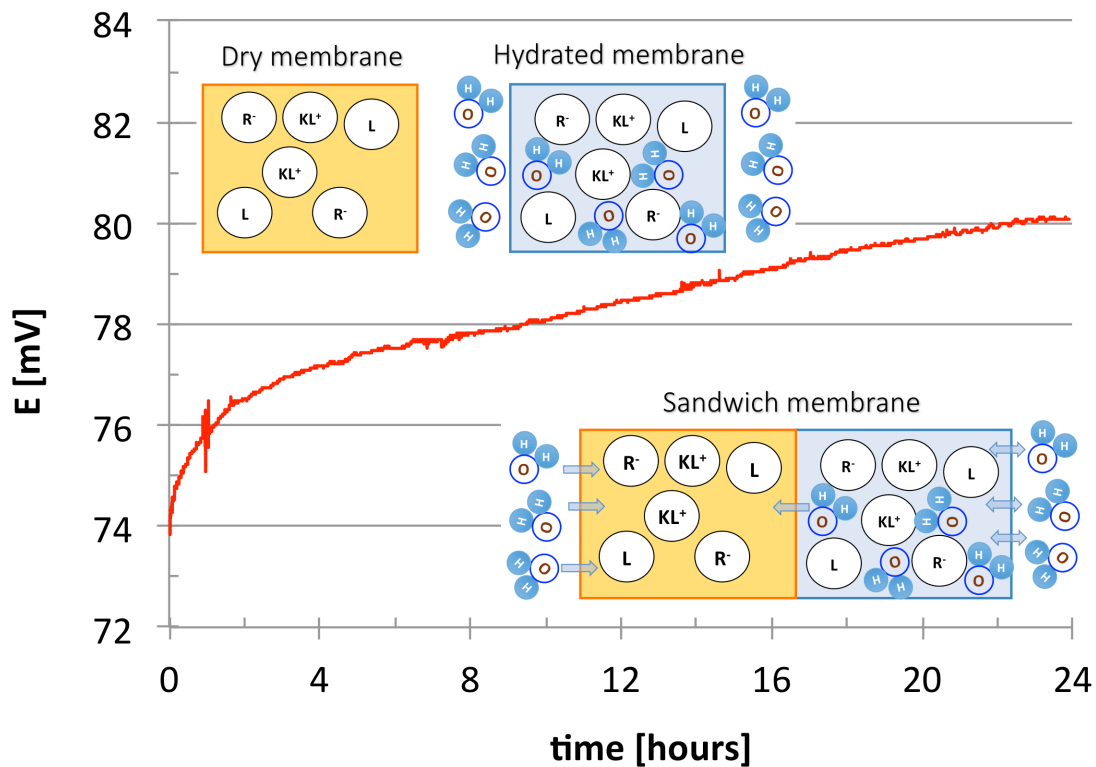 84
82
80
78
76
74
72
E [mV]
0 4 8 12 16 20 24
time [hours]
Dry membrane
R- KL+ L
KL+
L R-
Hydrated membrane
H H O
H H O
H H O
R- KL+ L
H H O KL+ H H O
L O H H R- H H O
H H O
H H O
H H O
Sandwich membrane
H H O
H H O
H H O
R- KL+ L
KL+
L R-
R- KL+ L
H H O KL+ H H O
L O H H R- H H O
H H O
H H O
H H O